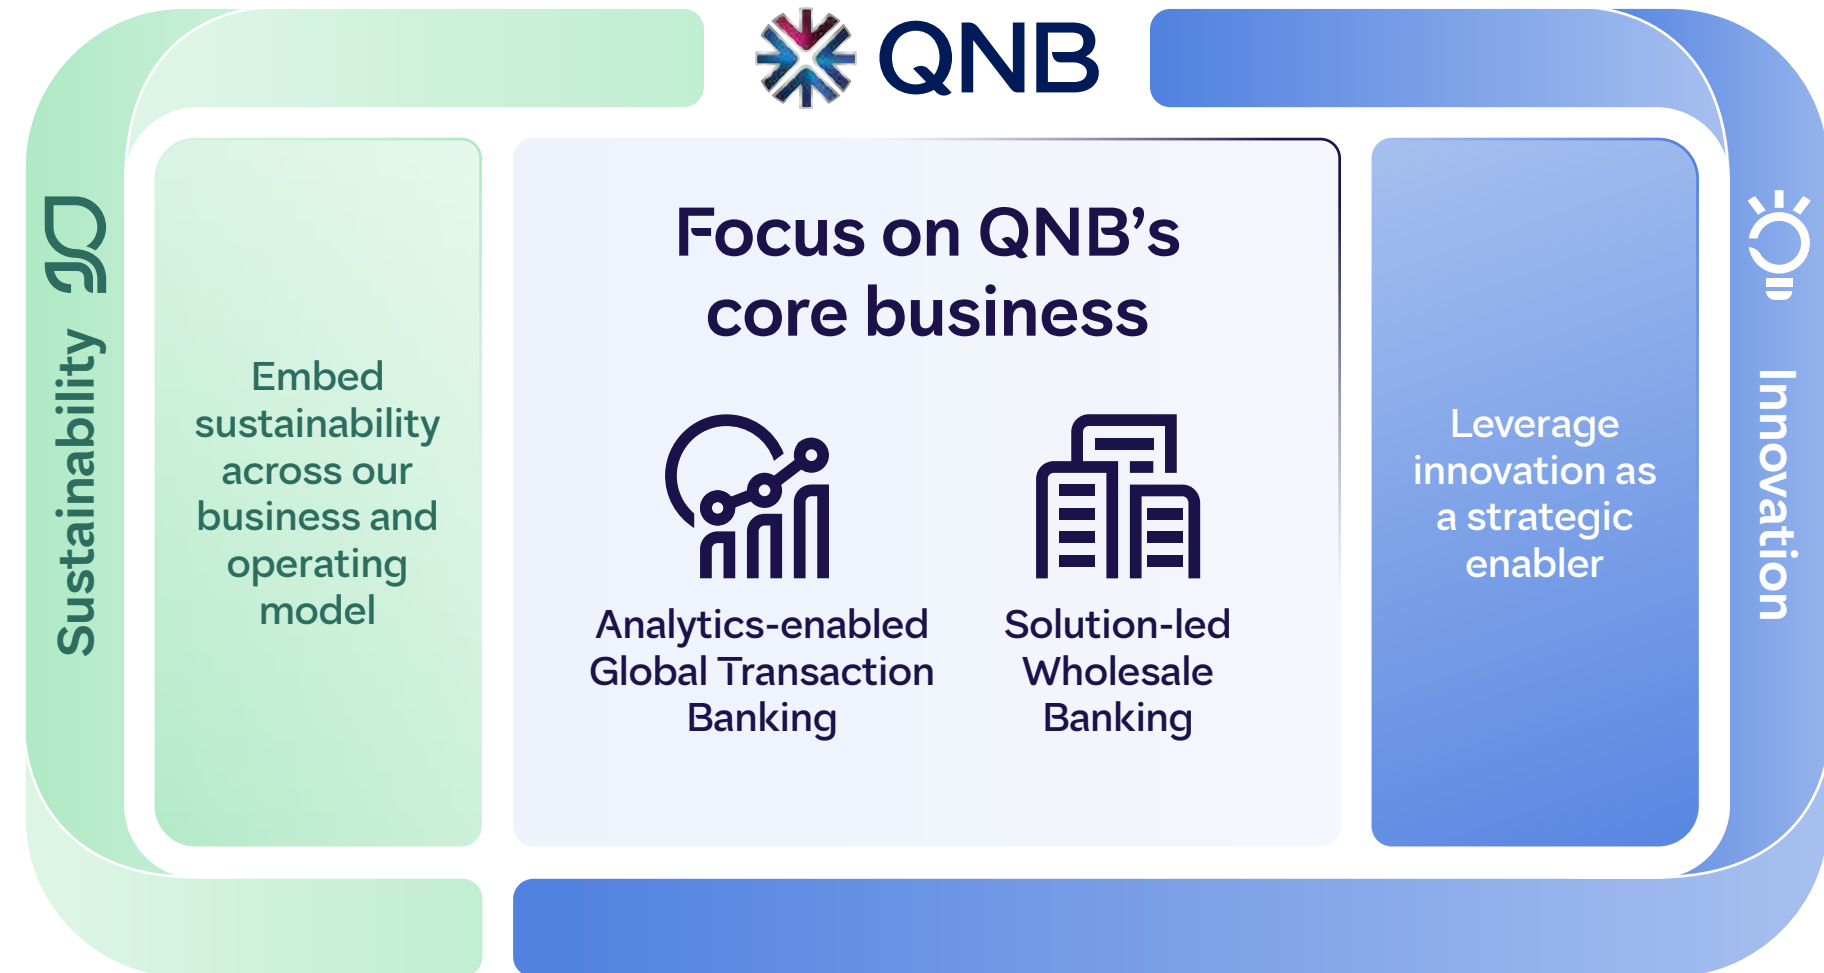 QNB
Sustainability
Embed
sustainability
across our
business and
operating
model
Focus on QNB’s
core business
Analytics-enabled
Global Transaction
Banking
Solution-led
Wholesale
Banking
Leverage
innovation as
a strategic
enabler
Innovation